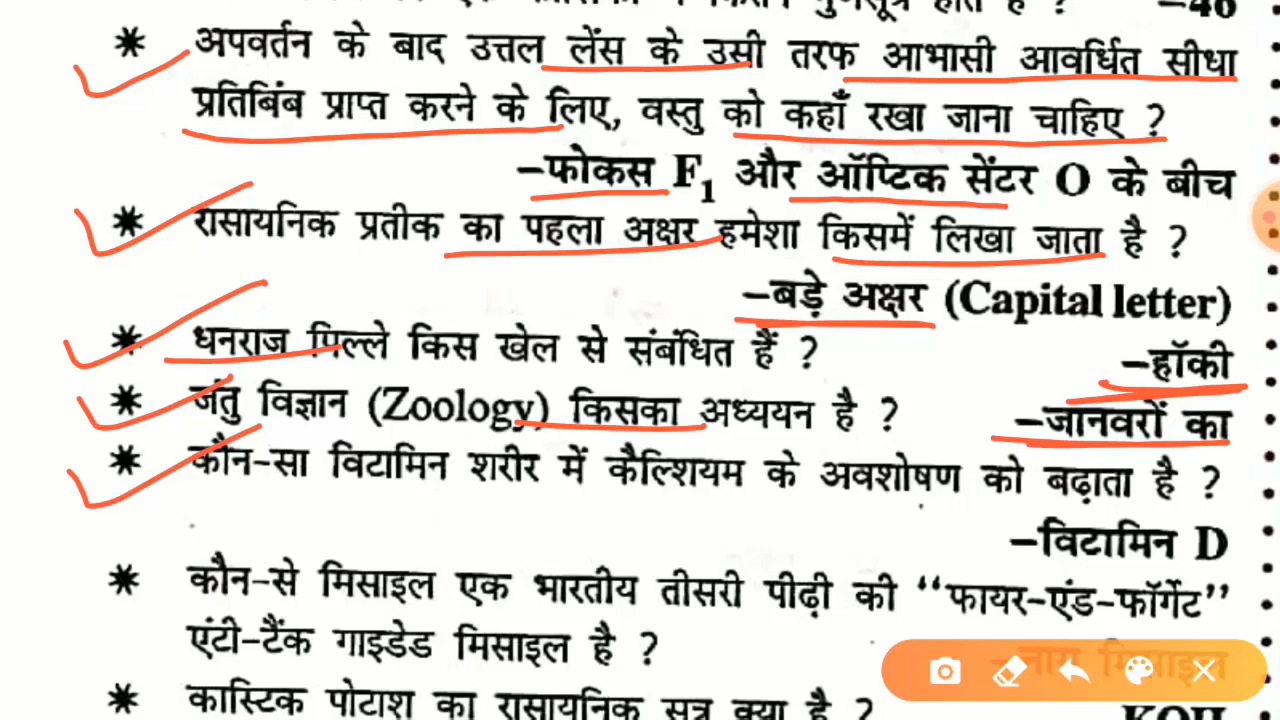 * अपवर्तन के बाद उत्तल लेंस के उसी तरफ आभासी आवर्धित सीधा
प्रतिबिंब प्राप्त करने के लिए, वस्तु को कहाँ रखा जाना चाहिए ?
–फोकस F₁ और ऑप्टिक सेंटर O के बीच
* रासायनिक प्रतीक का पहला अक्षर हमेशा किसमें लिखा जाता है ?
–बड़े अक्षर (Capital letter)
* धनराज पिल्ले किस खेल से संबंधित हैं ? –हॉकी
* जंतु विज्ञान (Zoology) किसका अध्ययन है ? –जानवरों का
* कौन-सा विटामिन शरीर में कैल्शियम के अवशोषण को बढ़ाता है ?
–विटामिन D
* कौन-से मिसाइल एक भारतीय तीसरी पीढ़ी की “फायर-एंड-फॉर्गेट”
एंटी-टैंक गाइडेड मिसाइल है ? –नाग मिसाइल
* कास्टिक पोटाश का रासायनिक सूत्र क्या है ? KOH